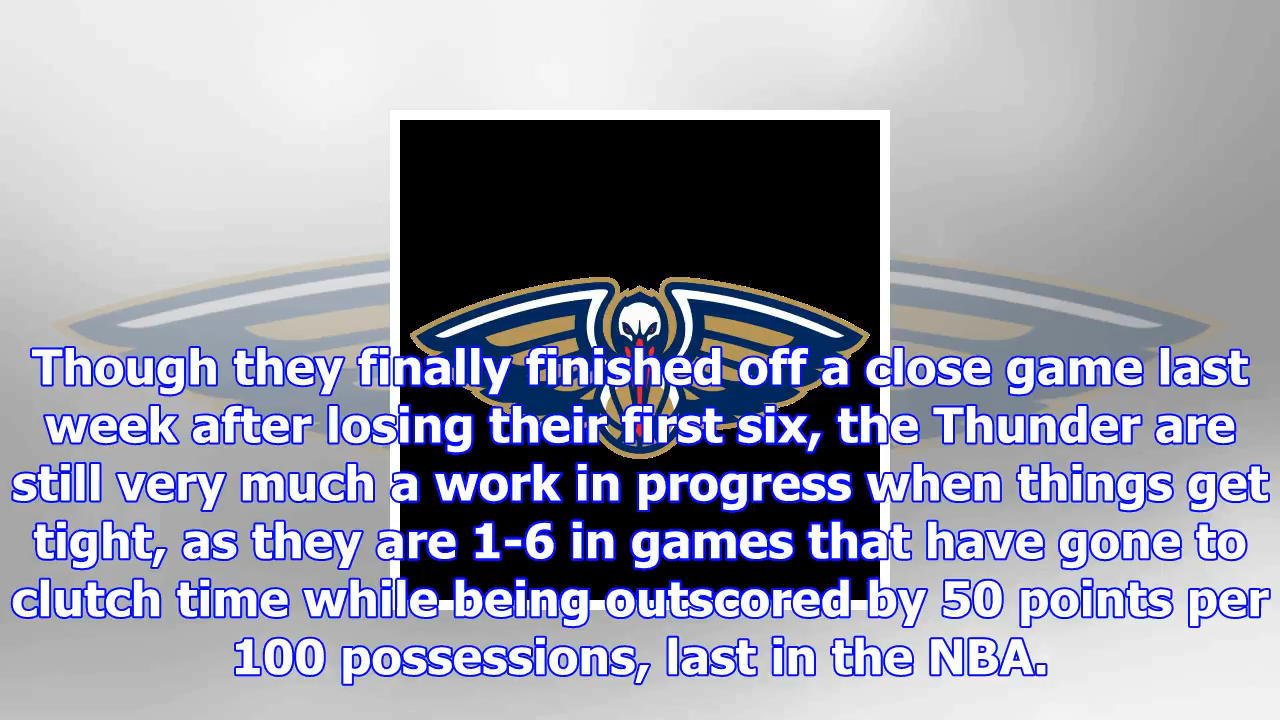 Though they finally finished off a close game last
week after losing their first six, the Thunder are
still very much a work in progress when things get
tight, as they are 1-6 in games that have gone to
clutch time while being outscored by 50 points per
100 possessions, last in the NBA.